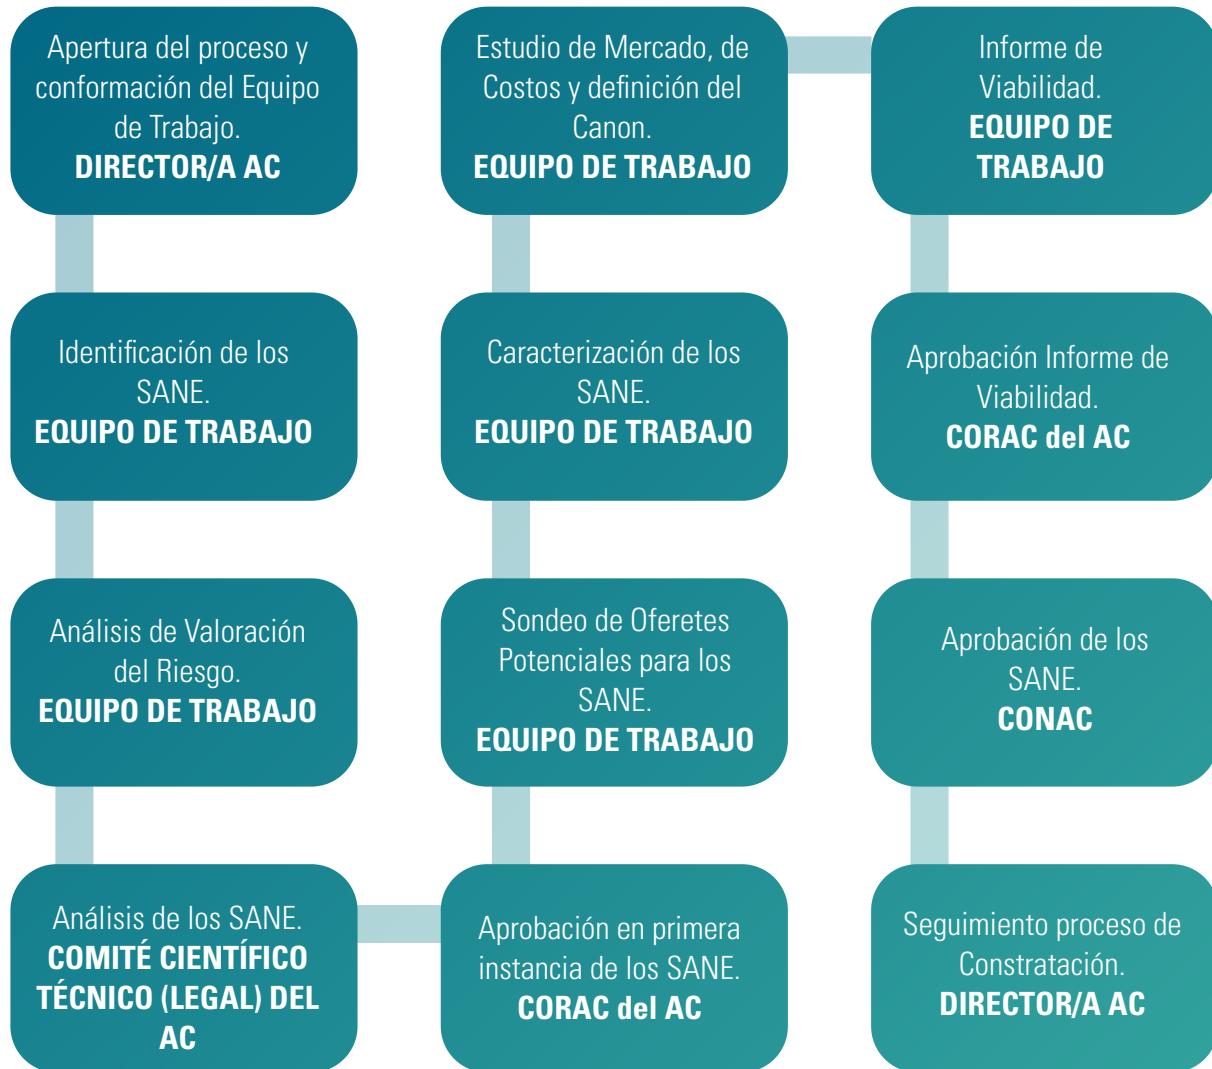 Apertura del proceso y
conformación del Equipo
de Trabajo.
DIRECTOR/A AC
Identificación de los
SANE.
EQUIPO DE TRABAJO
Análisis de Valoración
del Riesgo.
EQUIPO DE TRABAJO
Análisis de los SANE.
COMITÉ CIENTÍFICO
TÉCNICO (LEGAL) DEL
AC
Aprobación en primera
instancia de los SANE.
CORAC del AC
Sondeo de Oferetes
Potenciales para los
SANE.
EQUIPO DE TRABAJO
Caracterización de los
SANE.
EQUIPO DE TRABAJO
Estudio de Mercado, de
Costos y definición del
Canon.
EQUIPO DE TRABAJO
Informe de
Viabilidad.
EQUIPO DE
TRABAJO
Aprobación Informe de
Viabilidad.
CORAC del AC
Aprobación de los
SANE.
CONAC
Seguimiento proceso de
Constratación.
DIRECTOR/A AC